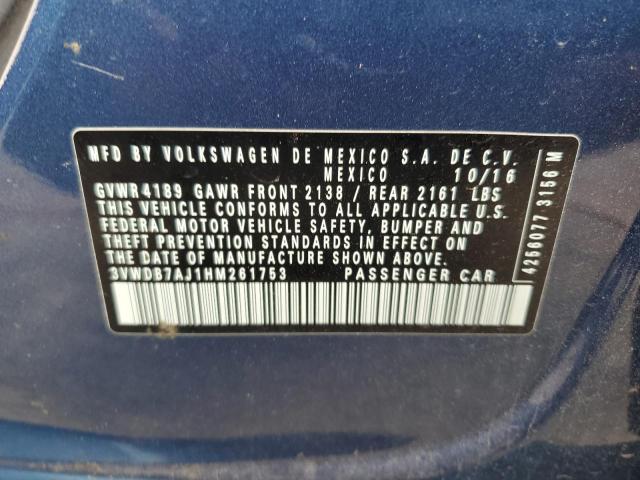 MFD BY VOLKSWAGEN DE MEXICO S.A. DE C.V.
MEXICO 10/16
GVWR4189 GAWR FRONT 2138 / REAR 2161 LBS
THIS VEHICLE CONFORMS TO ALL APPLICABLE U.S.
FEDERAL MOTOR VEHICLE SAFETY, BUMPER AND
THEFT PREVENTION STANDARDS IN EFFECT ON
THE DATE OF MANUFACTURE SHOWN ABOVE.
3VWDB7AJ1HM261753 PASSENGER CAR
4256077 3156 M